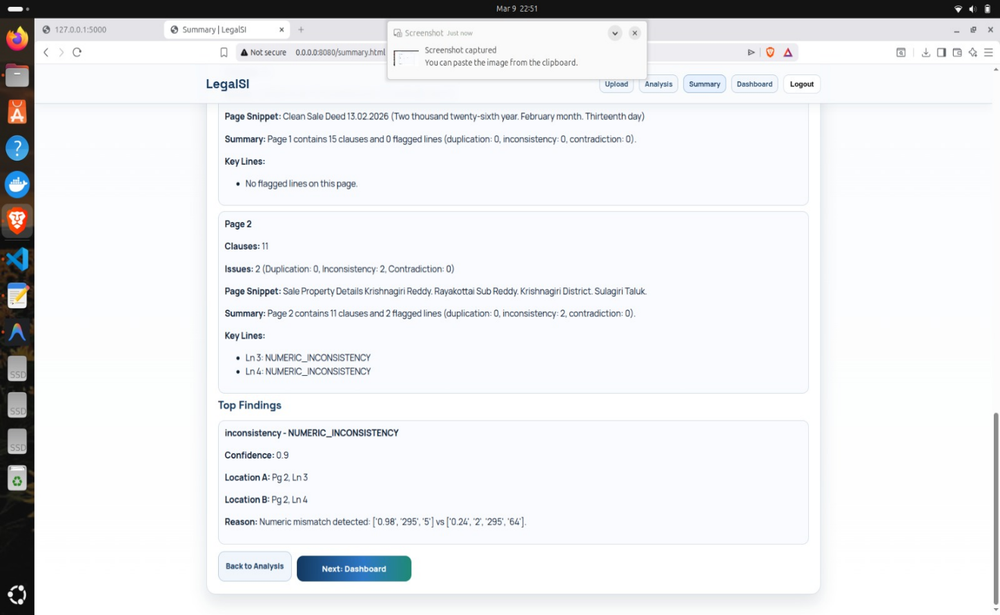 Mar 9 22:51
127.0.0.1:5000
Summary | LegalSI
Screenshot Just now
Screenshot captured
You can paste the image from the clipboard.
Not secure 0.0.0.0:8080/summary.html
LegalSI
Upload
Analysis
Summary
Dashboard
Logout
Page Snippet: Clean Sale Deed 13.02.2026 (Two thousand twenty-sixth year. February month. Thirteenth day)
Summary: Page 1 contains 15 clauses and 0 flagged lines (duplication: 0, inconsistency: 0, contradiction: 0).
Key Lines:
• No flagged lines on this page.
Page 2
Clauses: 11
Issues: 2 (Duplication: 0, Inconsistency: 2, Contradiction: 0)
Page Snippet: Sale Property Details Krishnagiri Reddy. Rayakottai Sub Reddy. Krishnagiri District. Sulagiri Taluk.
Summary: Page 2 contains 11 clauses and 2 flagged lines (duplication: 0, inconsistency: 2, contradiction: 0).
Key Lines:
• Ln 3: NUMERIC_INCONSISTENCY
• Ln 4: NUMERIC_INCONSISTENCY
Top Findings
inconsistency - NUMERIC_INCONSISTENCY
Confidence: 0.9
Location A: Pg 2, Ln 3
Location B: Pg 2, Ln 4
Reason: Numeric mismatch detected: ['0.98', '295', '5'] vs ['0.24', '2', '295', '64'].
Back to Analysis
Next: Dashboard
SSD
SSD
SSD